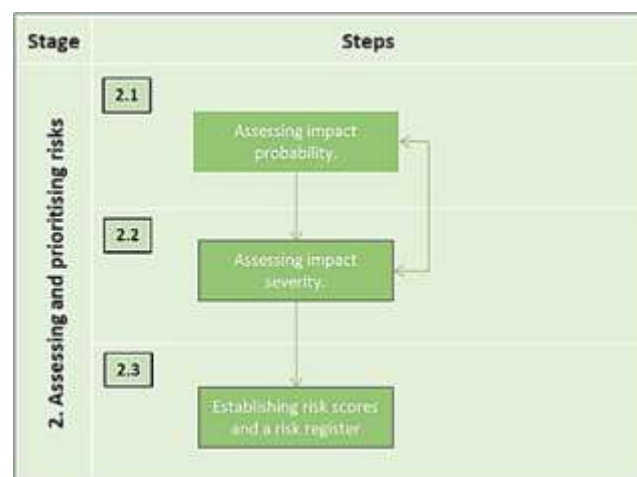 Stage
Steps
2. Assessing and prioritising risks
2.1
Assessing impact
probability.
2.2
Assessing impact
severity.
2.3
Establishing risk scores
and a risk register.